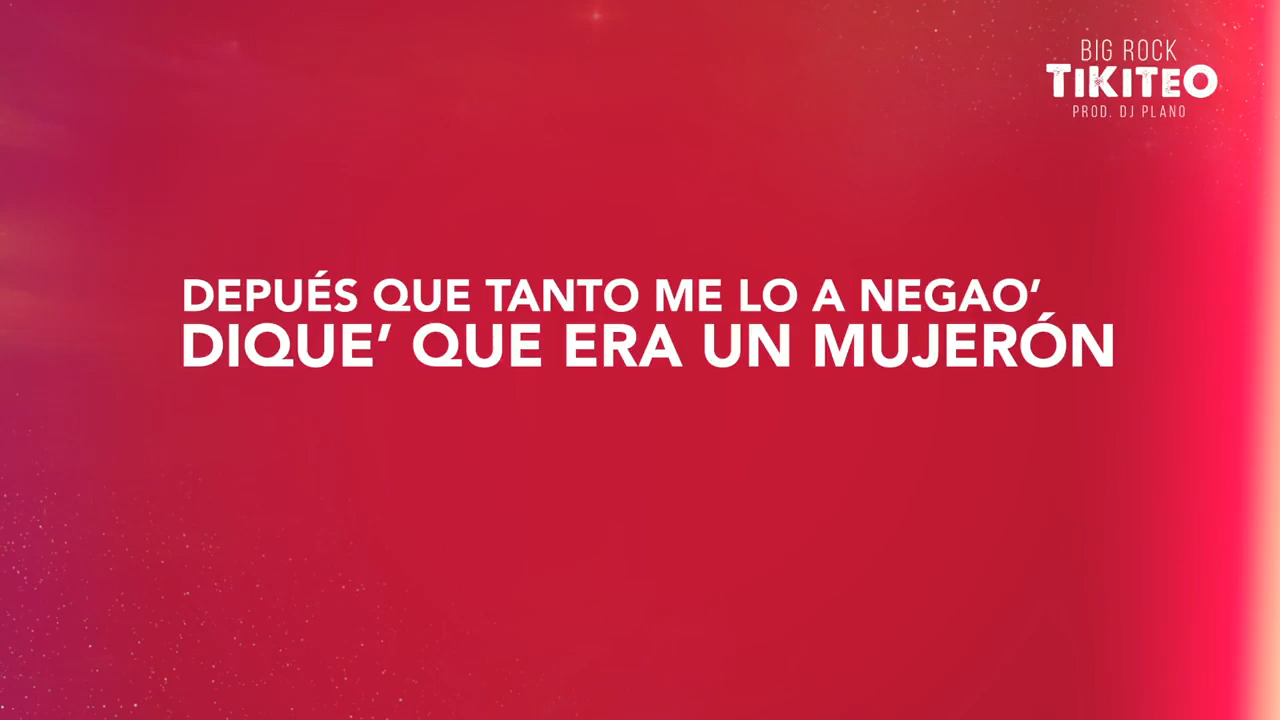 BIG ROCK
TIKITEO
PROD. DJ PLANO
DEPUÉS QUE TANTO ME LO A NEGAO’
DIQUE’ QUE ERA UN MUJERÓN